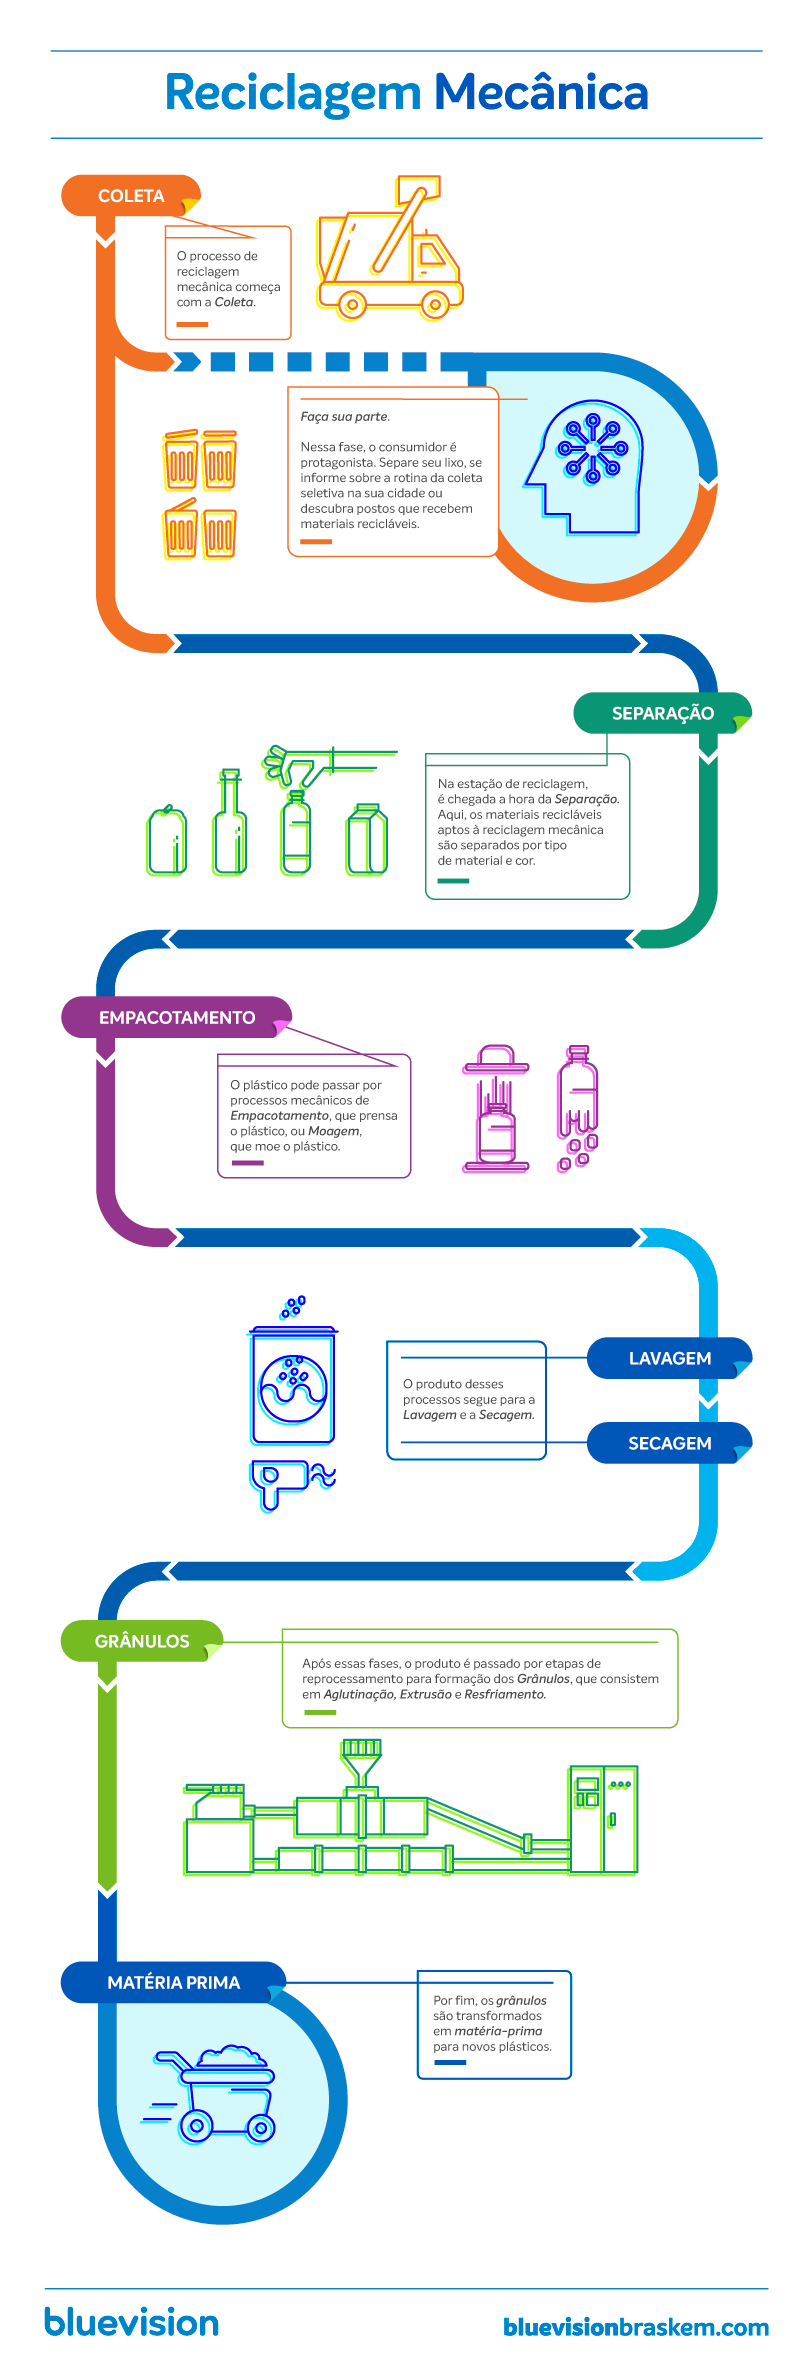 Reciclagem Mecânica
COLETA
O processo de
reciclagem
mecânica começa
com a Coleta.
Faça sua parte.
Nessa fase, o consumidor é
protagonista. Separe seu lixo, se
informe sobre a rotina da coleta
seletiva na sua cidade ou
descubra postos que recebem
materiais recicláveis.
SEPARAÇÃO
Na estação de reciclagem,
é chegada a hora da Separação.
Aqui, os materiais recicláveis
aptos à reciclagem mecânica
são separados por tipo
de material e cor.
EMPACOTAMENTO
O plástico pode passar por
processos mecânicos de
Empacotamento, que prensa
o plástico, ou Moagem,
que moe o plástico.
LAVAGEM
O produto desses
processos segue para a
Lavagem e a Secagem.
SECAGEM
GRÂNULOS
Após essas fases, o produto é passado por etapas de
reprocessamento para formação dos Grânulos, que consistem
em Aglutinação, Extrusão e Resfriamento.
MATÉRIA PRIMA
Por fim, os grânulos
são transformados
em matéria-prima
para novos plásticos.
bluevision
bluevisionbraskem.com